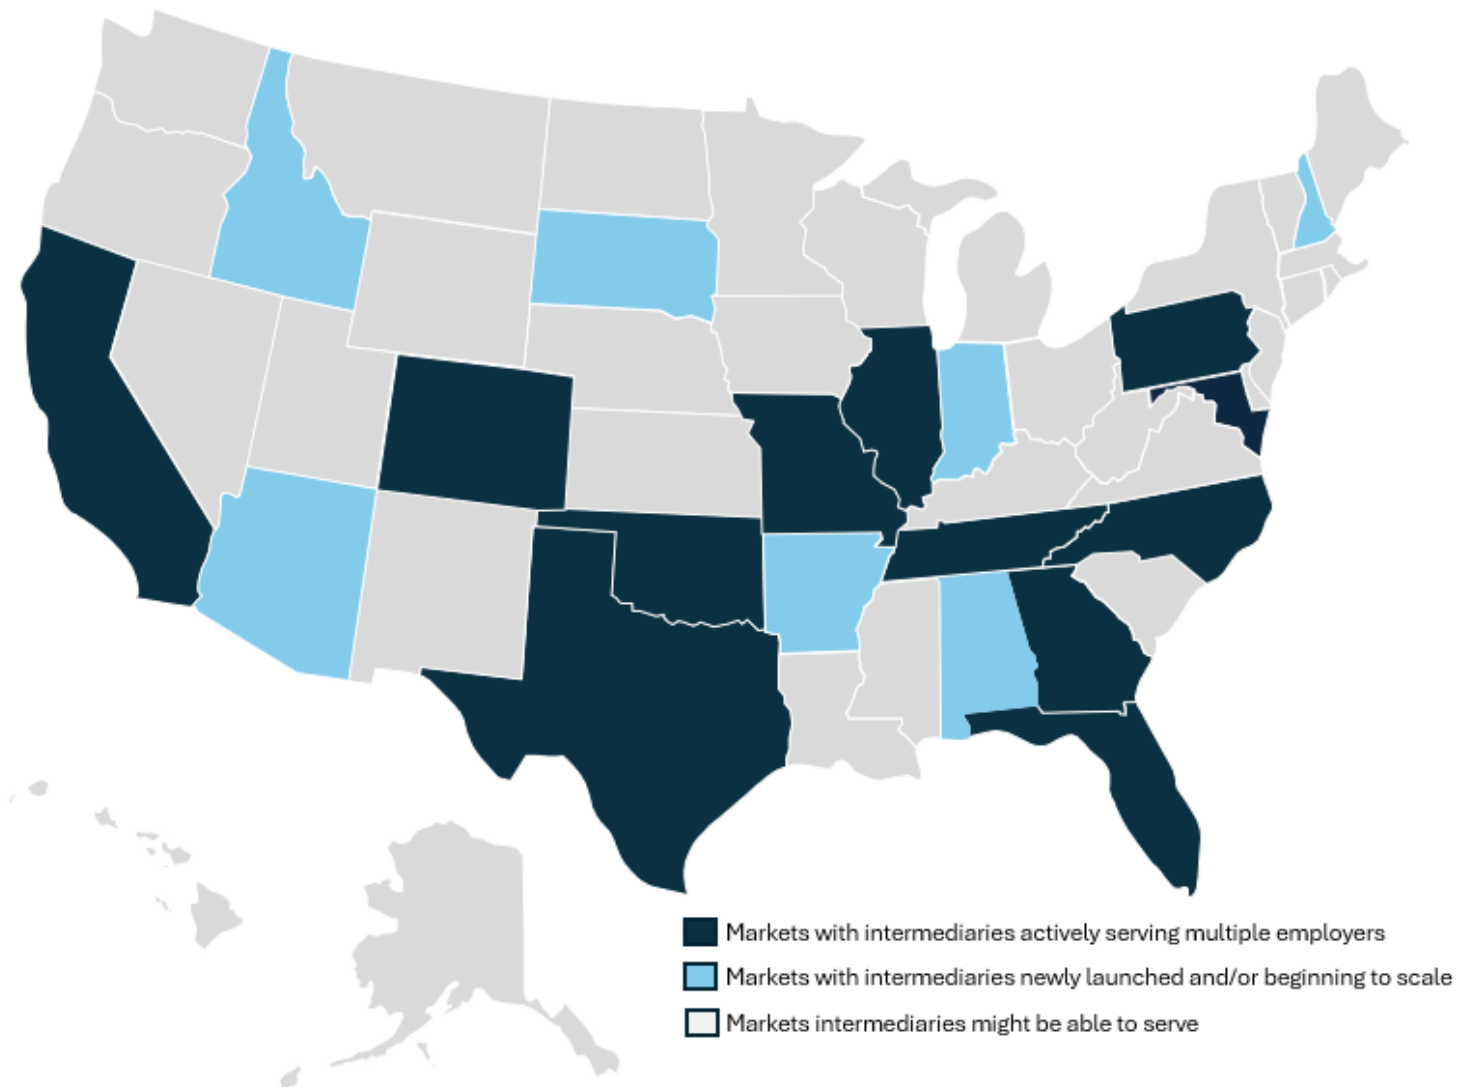 Markets with intermediaries actively serving multiple employers
Markets with intermediaries newly launched and/or beginning to scale
Markets intermediaries might be able to serve